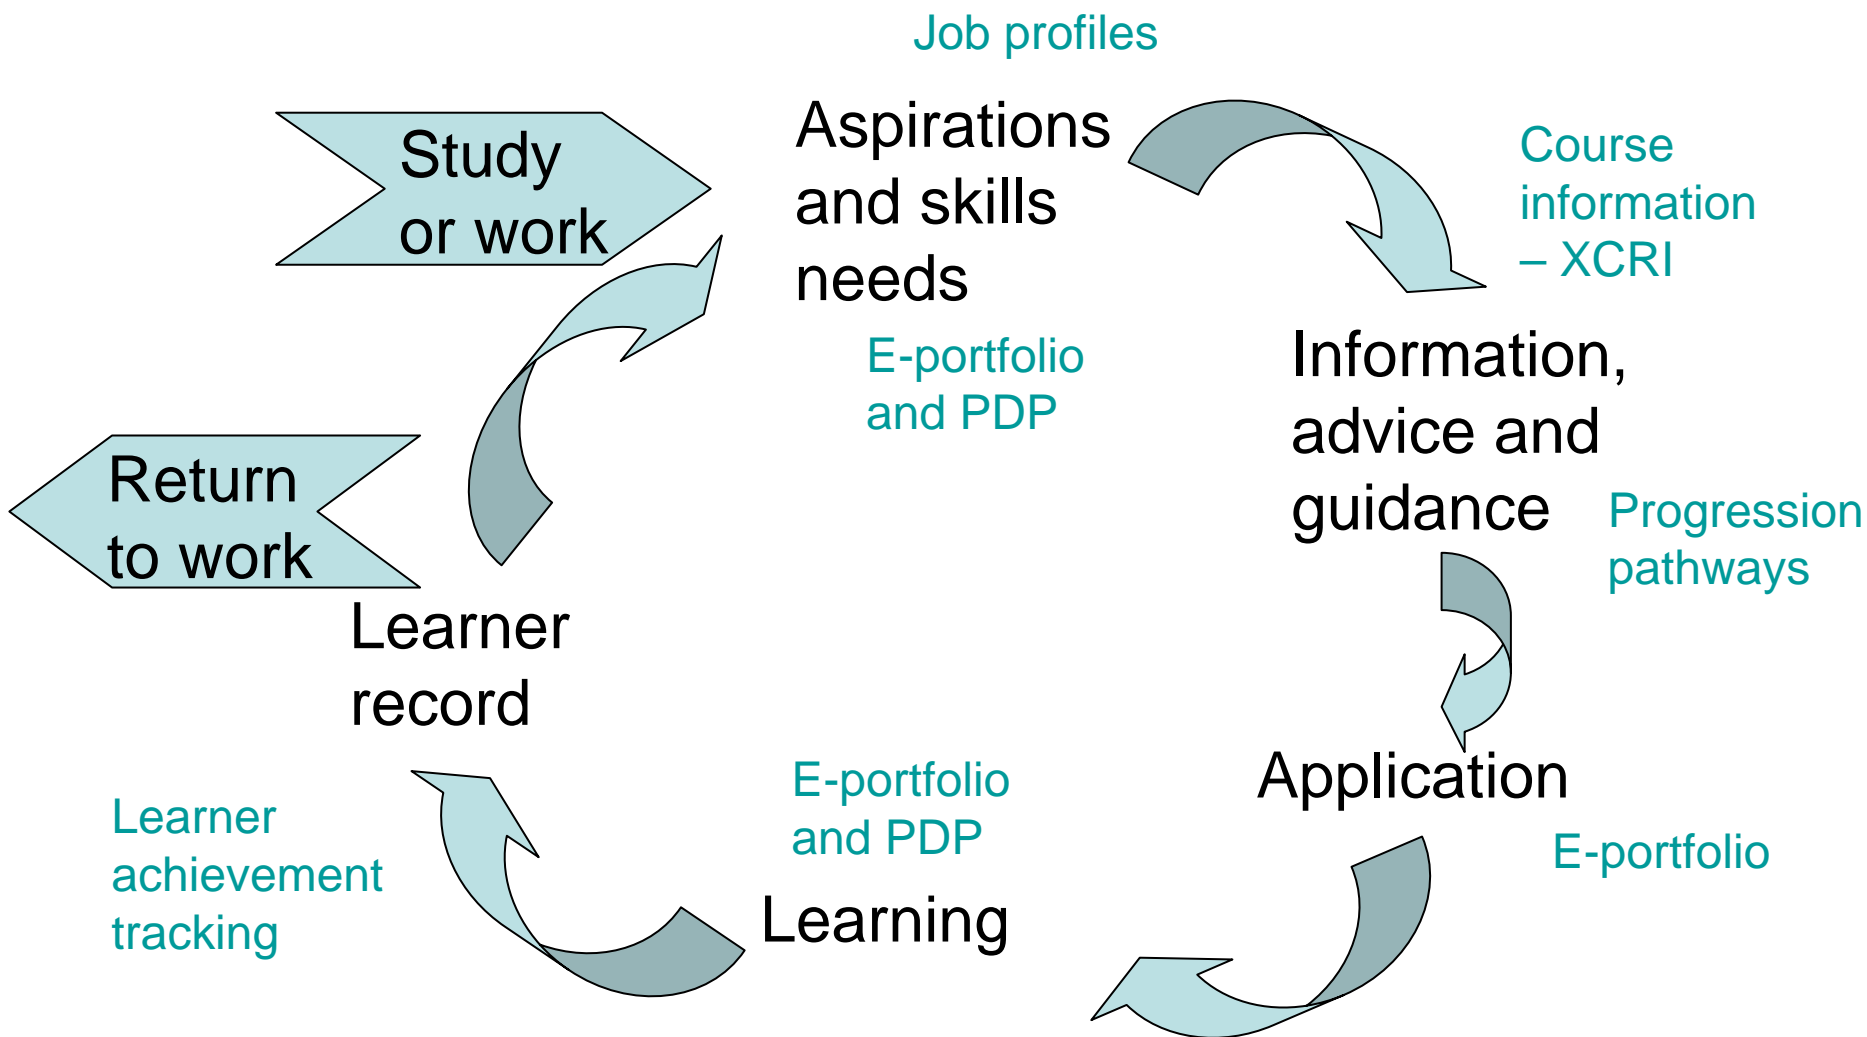 Job profiles
Study
or work
Aspirations
and skills
needs
Course
information
– XCRI
E-portfolio
and PDP
Information,
advice and
guidance
Progression
pathways
Return
to work
Learner
record
Application
E-portfolio
E-portfolio
and PDP
Learning
Learner
achievement
tracking